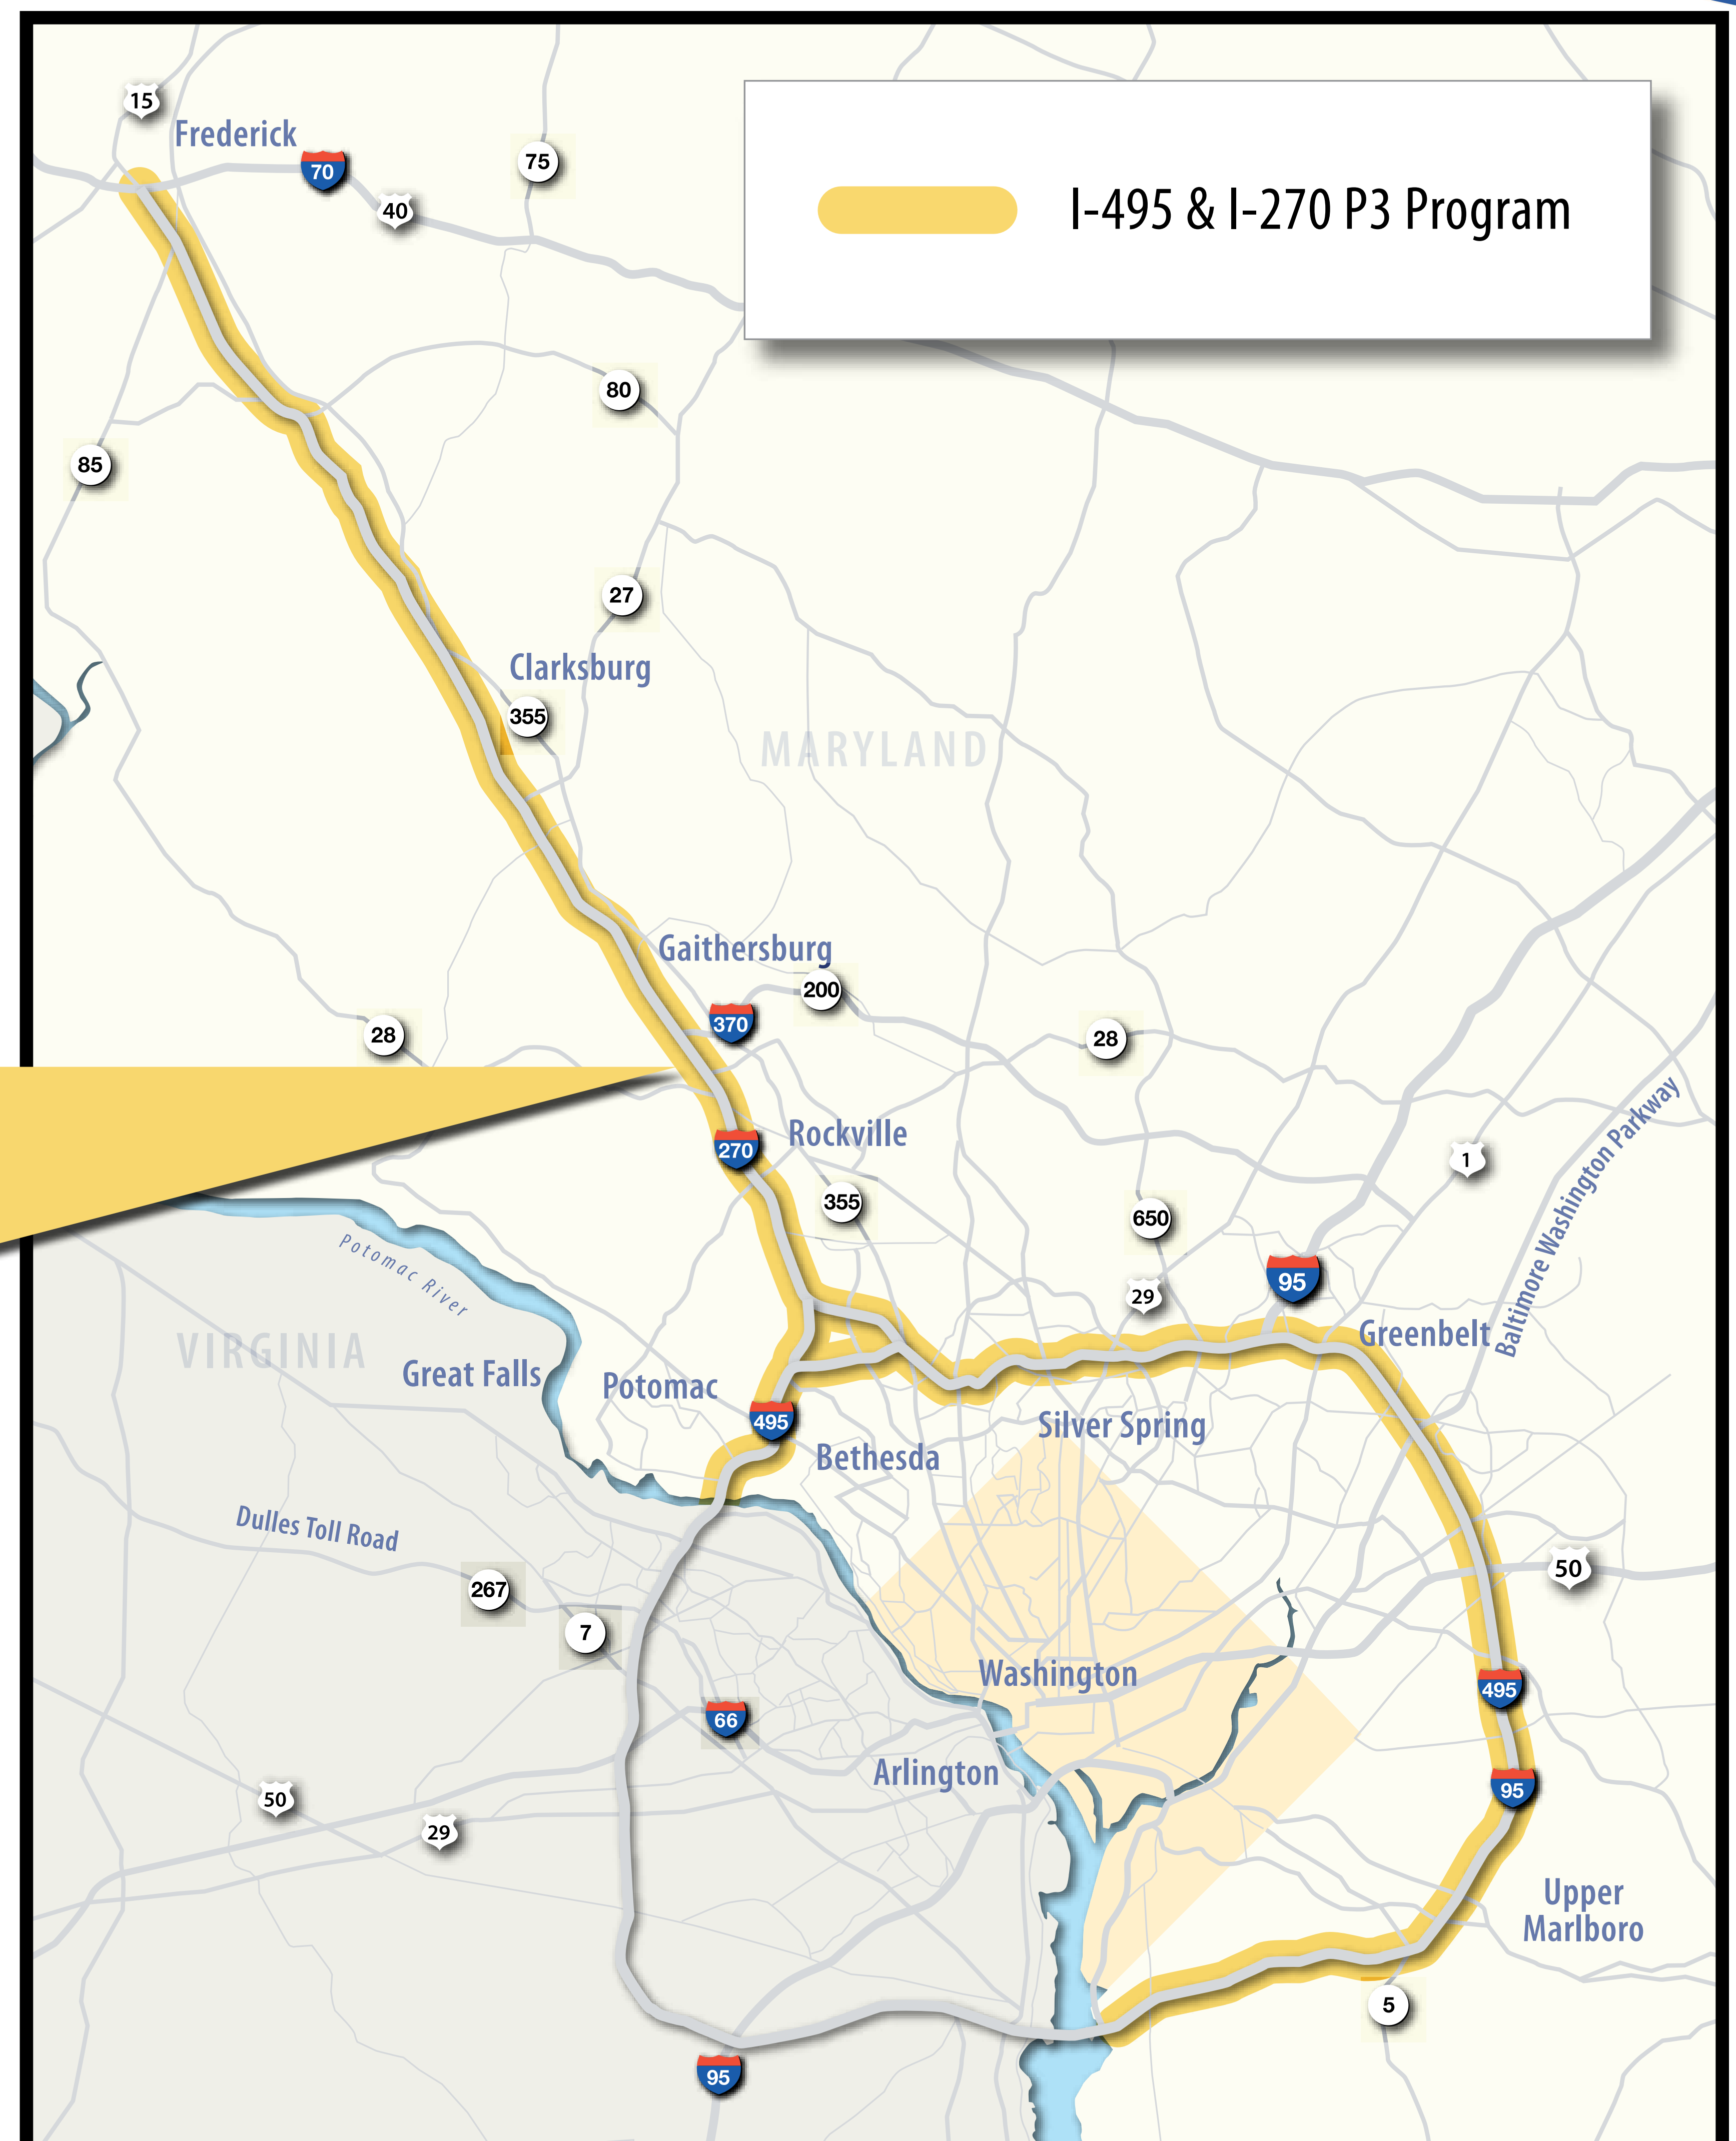 15
Frederick
70
75
40
I-495 & I-270 P3 Program
80
85
27
Clarksburg
355
MARYLAND
Gaithersburg
200
370
28
28
Rockville
270
1
Baltimore Washington Parkway
355
650
Potomac River
95
29
VIRGINIA
Great Falls
Greenbelt
Potomac
495
Silver Spring
Bethesda
Dulles Toll Road
50
267
7
Washington
495
66
Arlington
95
50
29
Upper
Marlboro
5
95